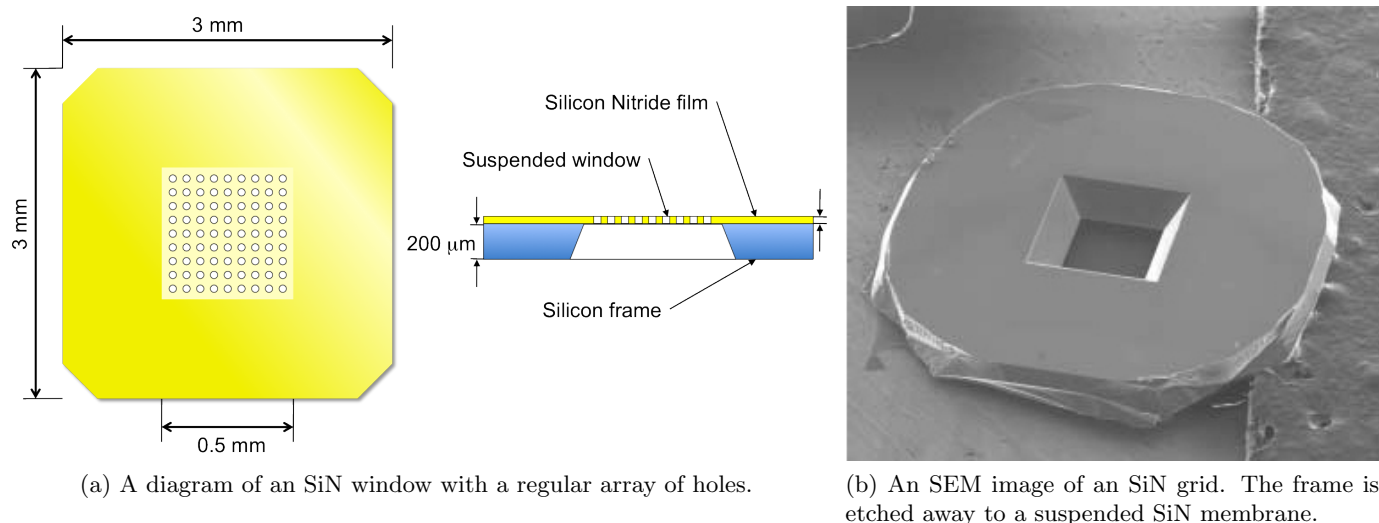 3 mm
3 mm
0.5 mm
Silicon Nitride film
Suspended window
200 μm
Silicon frame
(a) A diagram of an SiN window with a regular array of holes.
(b) An SEM image of an SiN grid. The frame is
etched away to a suspended SiN membrane.